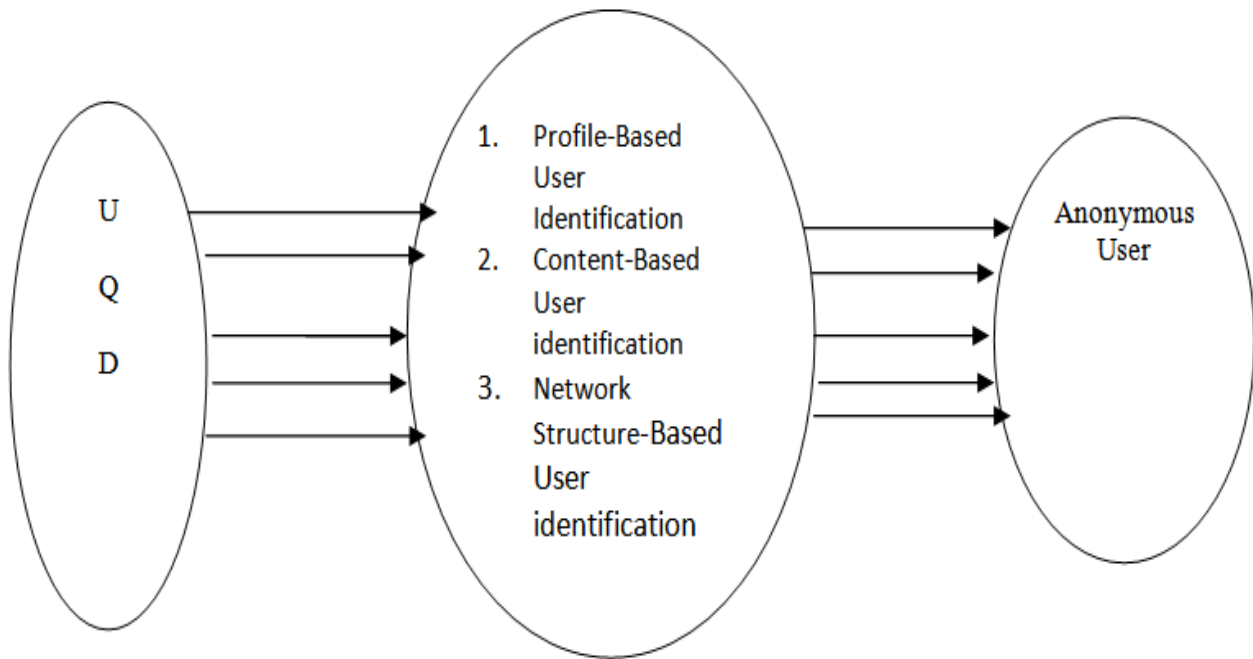 U
Q
D
1. Profile-Based
User
Identification
2. Content-Based
User
identification
3. Network
Structure-Based
User
identification
Anonymous
User